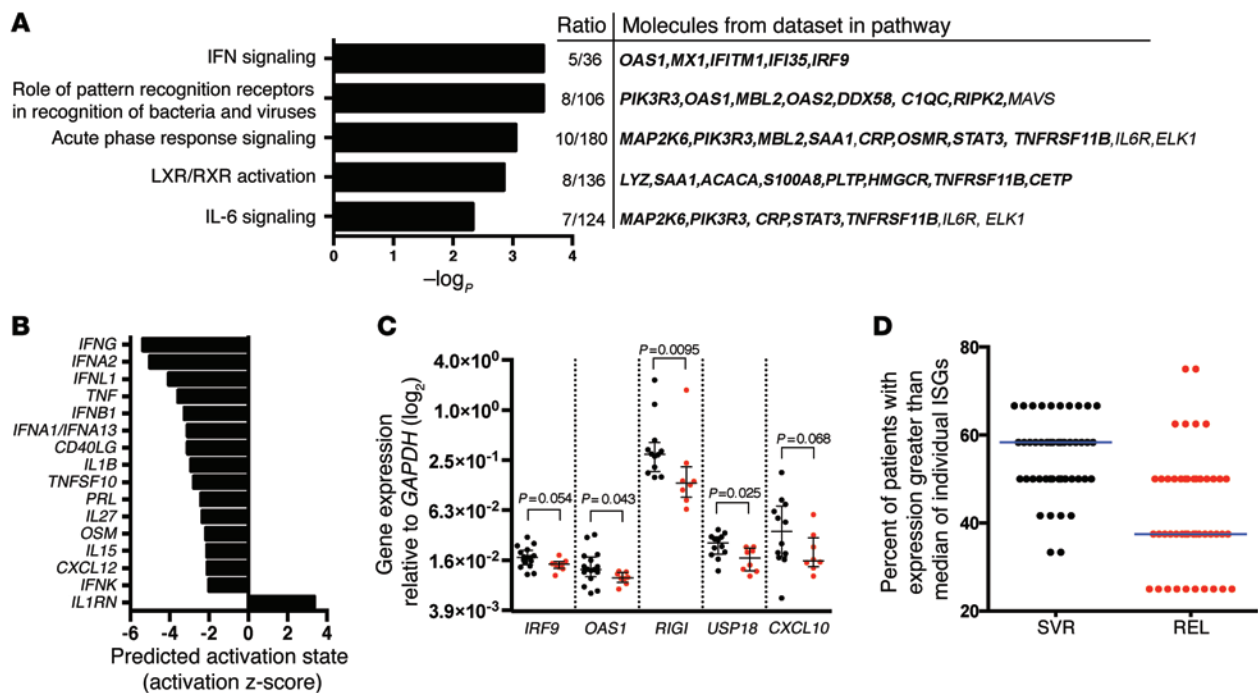 A
Ratio Molecules from dataset in pathway
IFN signaling 5/36 OAS1,MX1,IFITM1,IFI35,IRF9
Role of pattern recognition receptors
in recognition of bacteria and viruses 8/106 PIK3R3,OAS1,MBL2,OAS2,DDX58, C1QC,RIPK2,MAVS
Acute phase response signaling 10/180 MAP2K6,PIK3R3,MBL2,SAA1,CRP,OSMR,STAT3, TNFRSF11B,IL6R,ELK1
LXR/RXR activation 8/136 LYZ,SAA1,ACACA,S100A8,PLTP,HMGCR,TNFRSF11B,CETP
IL-6 signaling 7/124 MAP2K6,PIK3R3, CRP,STAT3,TNFRSF11B,IL6R, ELK1
0 1 2 3 4
–logP
B
IFNG
IFNA2
IFNL1
TNF
IFNB1
IFNA1/IFNA13
CD40LG
IL1B
TNFSF10
PRL
IL27
OSM
IL15
CXCL12
IFNK
IL1RN
-6 -4 -2 0 2 4
Predicted activation state
(activation z-score)
C
Gene expression
relative to GAPDH (log2)
4.0×10⁰
1.0×10⁰
2.5×10⁻¹
6.3×10⁻²
1.6×10⁻²
3.9×10⁻³
P=0.054
P=0.043
P=0.0095
P=0.025
P=0.068
IRF9 OAS1 RIGI USP18 CXCL10
D
Percent of patients with
expression greater than
median of individual ISGs
80
60
40
20
SVR REL